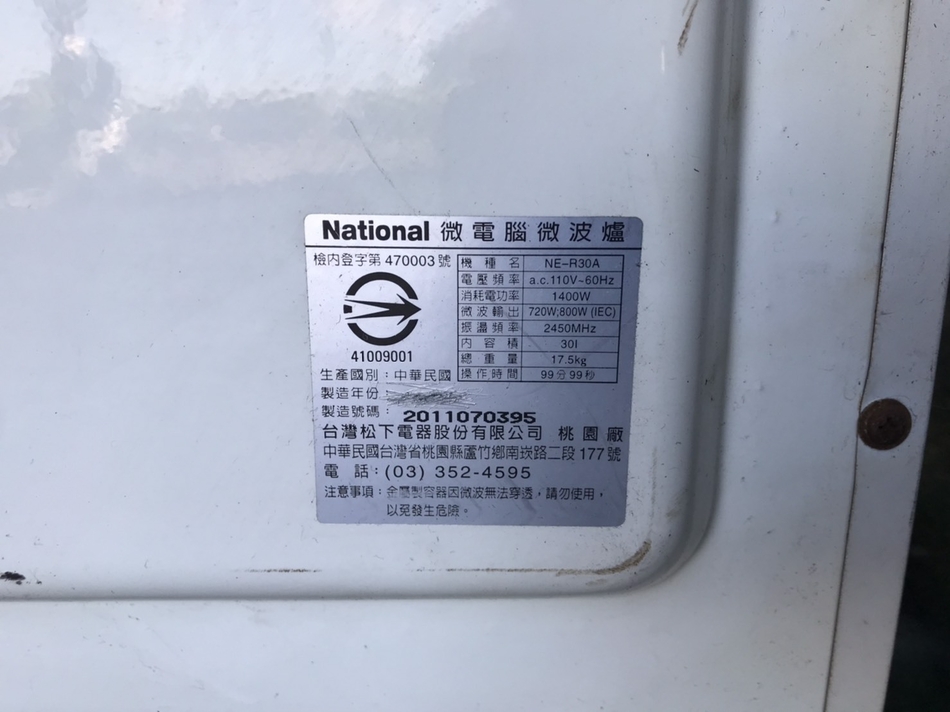 National 微電腦微波爐
檢內登字第 470003 號
機種名 NE-R30A
電壓頻率 a.c.110V~60Hz
消耗電功率 1400W
微波輸出 720W;800W (IEC)
振盪頻率 2450MHz
內容積 30l
總重量 17.5kg
操作時間 99分99秒
41009001
生產國別：中華民國
製造年份：
製造號碼：2011070395
台灣松下電器股份有限公司 桃園廠
中華民國台灣省桃園縣蘆竹鄉南崁路二段177號
電話：(03) 352-4595
注意事項：金屬製容器因微波無法穿透，請勿使用，
以免發生危險。